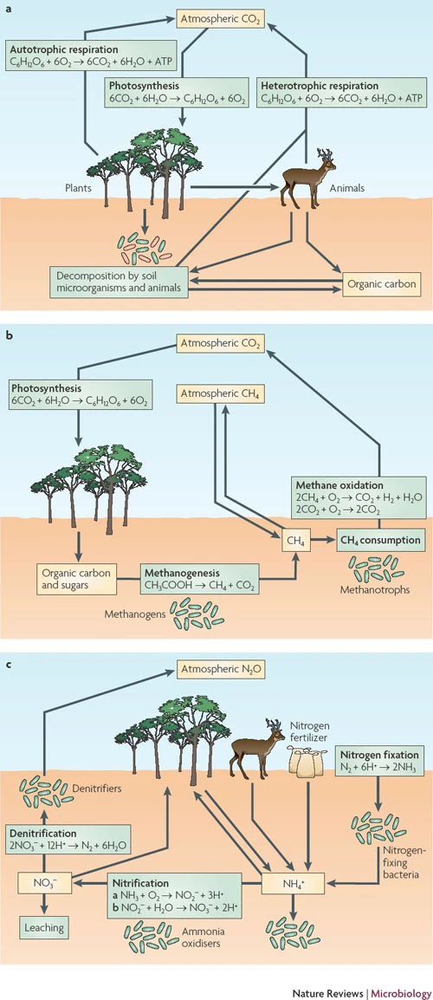 a
Atmospheric CO₂
Autotrophic respiration
C₆H₁₂O₆ + 6O₂ → 6CO₂ + 6H₂O + ATP
Photosynthesis
6CO₂ + 6H₂O → C₆H₁₂O₆ + 6O₂
Heterotrophic respiration
C₆H₁₂O₆ + 6O₂ → 6CO₂ + 6H₂O + ATP
Plants
Animals
Decomposition by soil
microorganisms and animals
Organic carbon
b
Atmospheric CO₂
Photosynthesis
6CO₂ + 6H₂O → C₆H₁₂O₆ + 6O₂
Atmospheric CH₄
Methane oxidation
2CH₄ + O₂ → CO₂ + H₂ + H₂O
2CO₂ + O₂ → 2CO₂
CH₄
CH₄ consumption
Organic carbon
and sugars
Methanogenesis
CH₃COOH → CH₄ + CO₂
Methanotrophs
Methanogens
c
Atmospheric N₂O
Nitrogen
fertilizer
Nitrogen fixation
N₂ + 6H⁺ → 2NH₃
Denitrifiers
Denitrification
2NO₃⁻ + 12H⁺ → N₂ + 6H₂O
Nitrogen-
fixing
bacteria
NO₃⁻
Nitrification
a NH₃ + O₂ → NO₂⁻ + 3H⁺
b NO₂⁻ + H₂O → NO₃⁻ + 2H⁺
NH₄⁺
Leaching
Ammonia
oxidisers
Nature Reviews | Microbiology